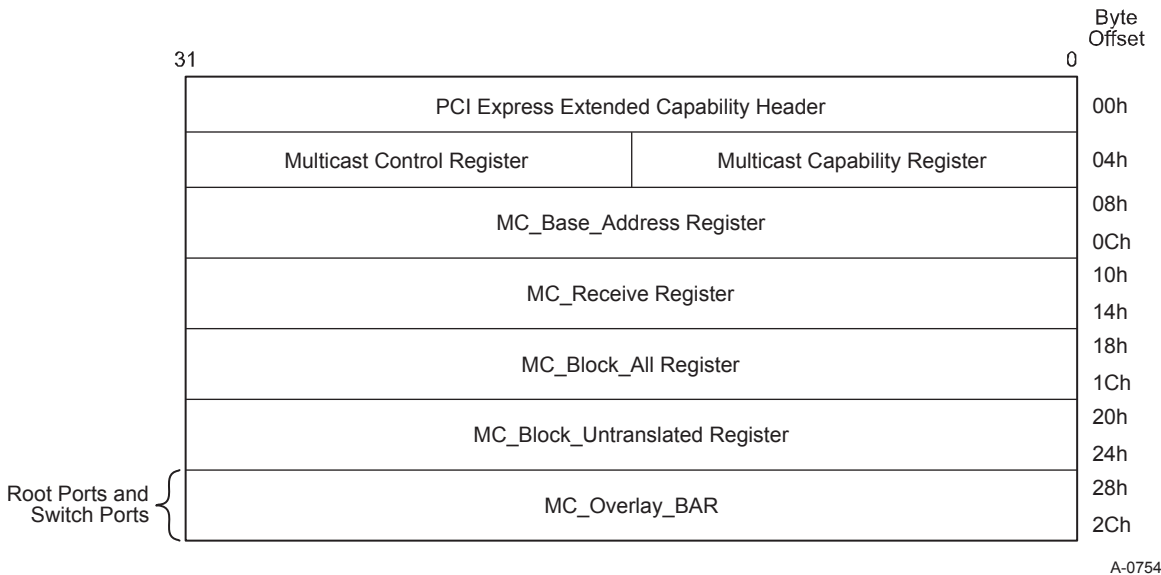 Byte
Offset
31 0
PCI Express Extended Capability Header 00h
Multicast Control Register Multicast Capability Register 04h
08h
MC_Base_Address Register
0Ch
10h
MC_Receive Register
14h
18h
MC_Block_All Register
1Ch
20h
MC_Block_Untranslated Register
24h
Root Ports and
Switch Ports
28h
MC_Overlay_BAR
2Ch
A-0754